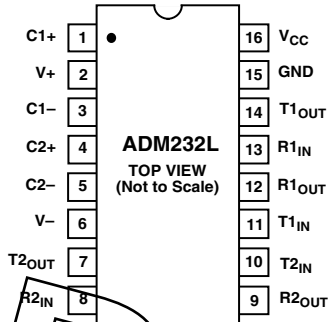 C1+ 1 16 VCC
V+ 2 15 GND
C1– 3 14 T1OUT
C2+ 4 ADM232L 13 R1IN
TOP VIEW
C2– 5 (Not to Scale) 12 R1OUT
V– 6 11 T1IN
T2OUT 7 10 T2IN
R2IN 8 9 R2OUT